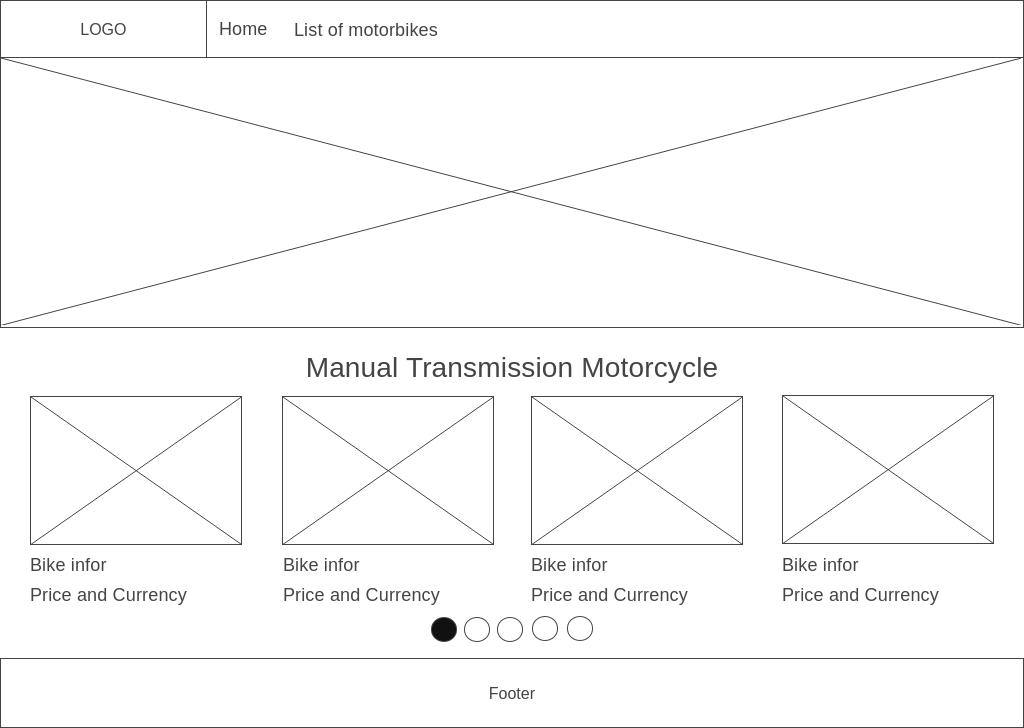 LOGO
Home
List of motorbikes
Manual Transmission Motorcycle
Bike infor
Price and Currency
Bike infor
Price and Currency
Bike infor
Price and Currency
Bike infor
Price and Currency
Footer